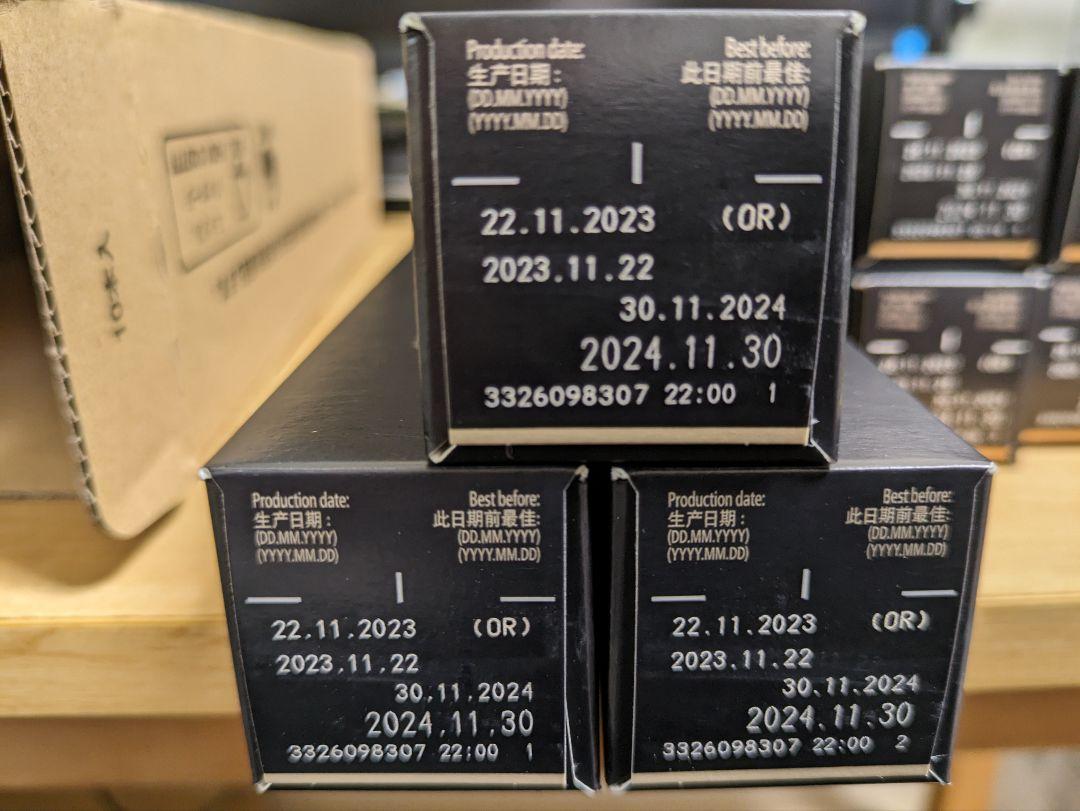 Production date:
生产日期：
(DD.MM.YYYY)
(YYYY.MM.DD)
Best before:
此日期前最佳:
(DD.MM.YYYY)
(YYYY.MM.DD)
22.11.2023 (OR)
2023.11.22
30.11.2024
2024.11.30
3326098307 22:00 1
Production date:
生产日期：
(DD.MM.YYYY)
(YYYY.MM.DD)
Best before:
此日期前最佳:
(DD.MM.YYYY)
(YYYY.MM.DD)
22.11.2023 (OR)
2023.11.22
30.11.2024
2024.11.30
3326098307 22:00 1
Production date:
生产日期：
(DD.MM.YYYY)
(YYYY.MM.DD)
Best before:
此日期前最佳:
(DD.MM.YYYY)
(YYYY.MM.DD)
22.11.2023 (OR)
2023.11.22
30.11.2024
2024.11.30
3326098307 22:00 2
10本入